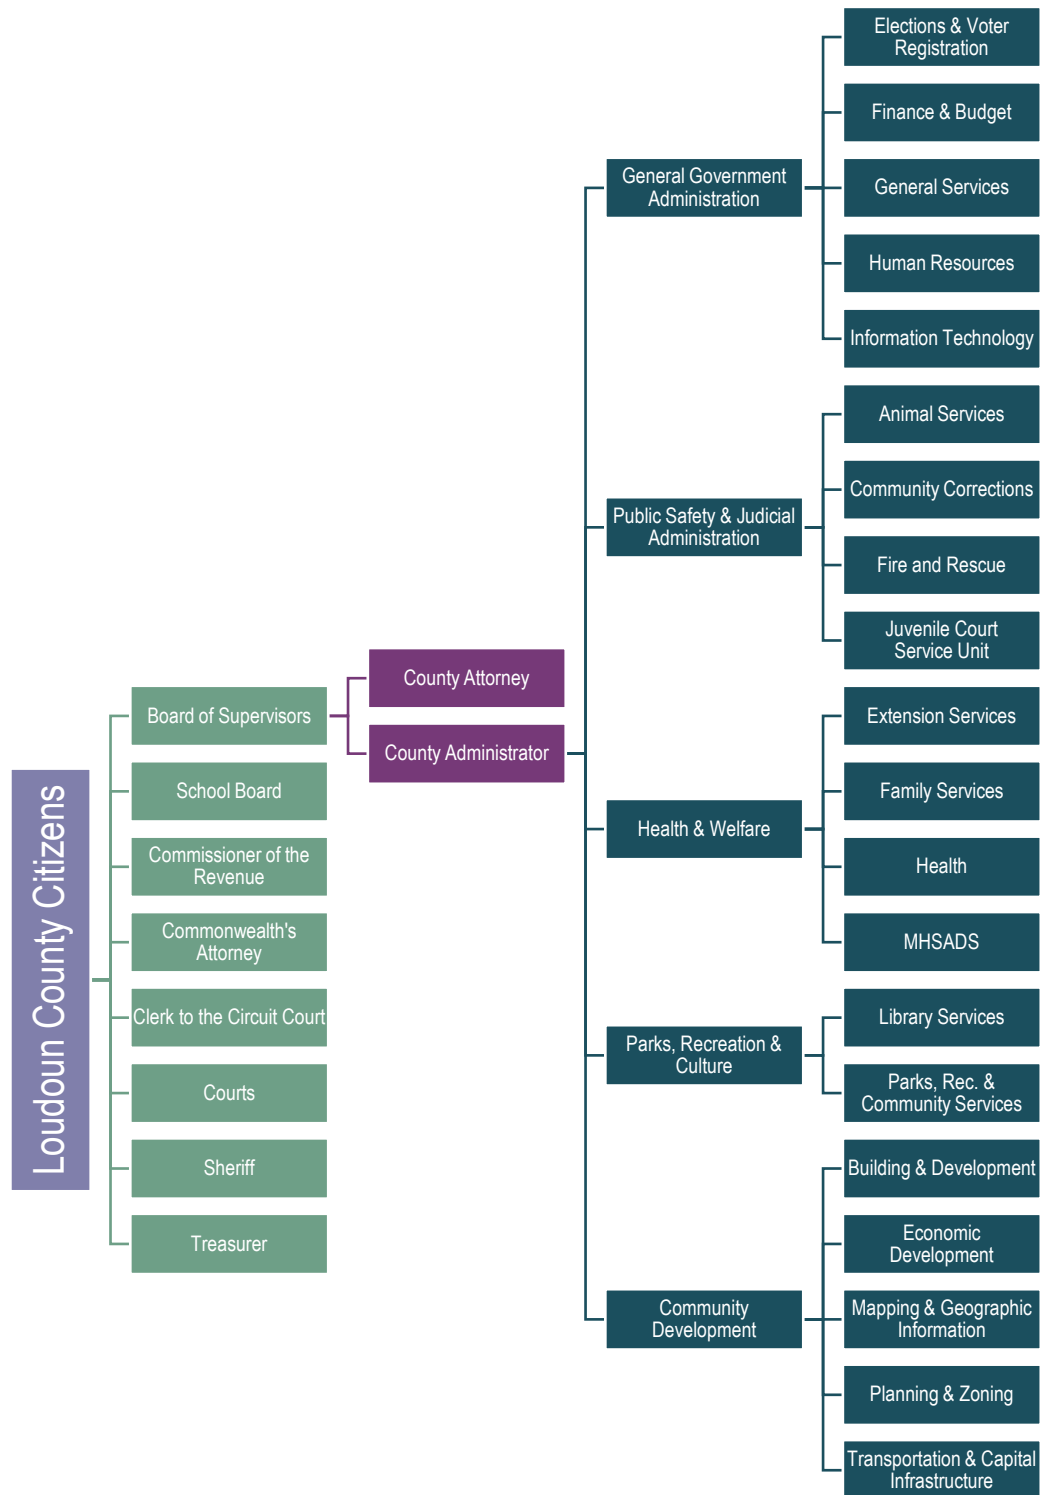 Loudoun County Citizens
Board of Supervisors
School Board
Commissioner of the
Revenue
Commonwealth's
Attorney
Clerk to the Circuit Court
Courts
Sheriff
Treasurer
County Attorney
County Administrator
General Government
Administration
Elections & Voter
Registration
Finance & Budget
General Services
Human Resources
Information Technology
Public Safety & Judicial
Administration
Animal Services
Community Corrections
Fire and Rescue
Juvenile Court
Service Unit
Health & Welfare
Extension Services
Family Services
Health
MHSADS
Parks, Recreation &
Culture
Library Services
Parks, Rec. &
Community Services
Community
Development
Building & Development
Economic
Development
Mapping & Geographic
Information
Planning & Zoning
Transportation & Capital
Infrastructure